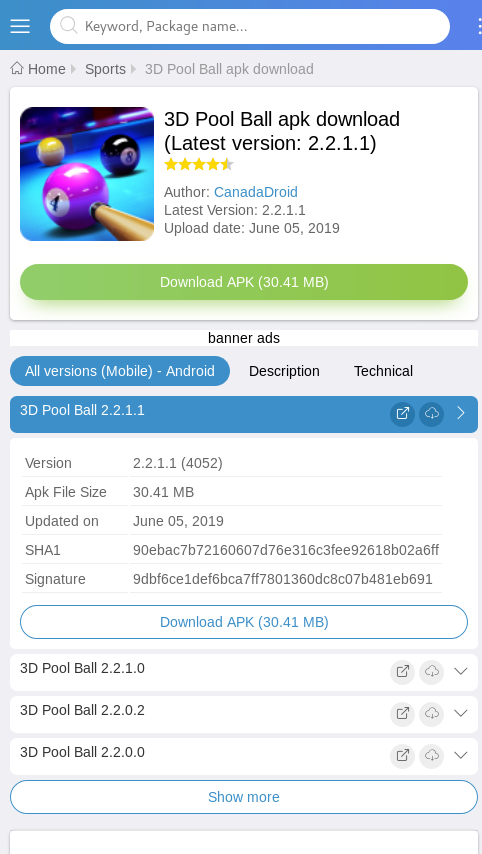 Keyword, Package name...
Home Sports 3D Pool Ball apk download
3D Pool Ball apk download
(Latest version: 2.2.1.1)
Author: CanadaDroid
Latest Version: 2.2.1.1
Upload date: June 05, 2019
Download APK (30.41 MB)
banner ads
All versions (Mobile) - Android Description Technical
3D Pool Ball 2.2.1.1
Version 2.2.1.1 (4052)
Apk File Size 30.41 MB
Updated on June 05, 2019
SHA1 90ebac7b72160607d76e316c3fee92618b02a6ff
Signature 9dbf6ce1def6bca7ff7801360dc8c07b481eb691
Download APK (30.41 MB)
3D Pool Ball 2.2.1.0
3D Pool Ball 2.2.0.2
3D Pool Ball 2.2.0.0
Show more